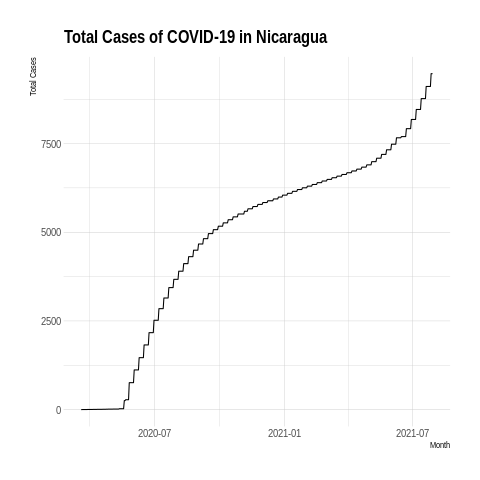 Total Cases of COVID-19 in Nicaragua
Total Cases
7500
5000
2500
0
2020-07 2021-01 2021-07
Month